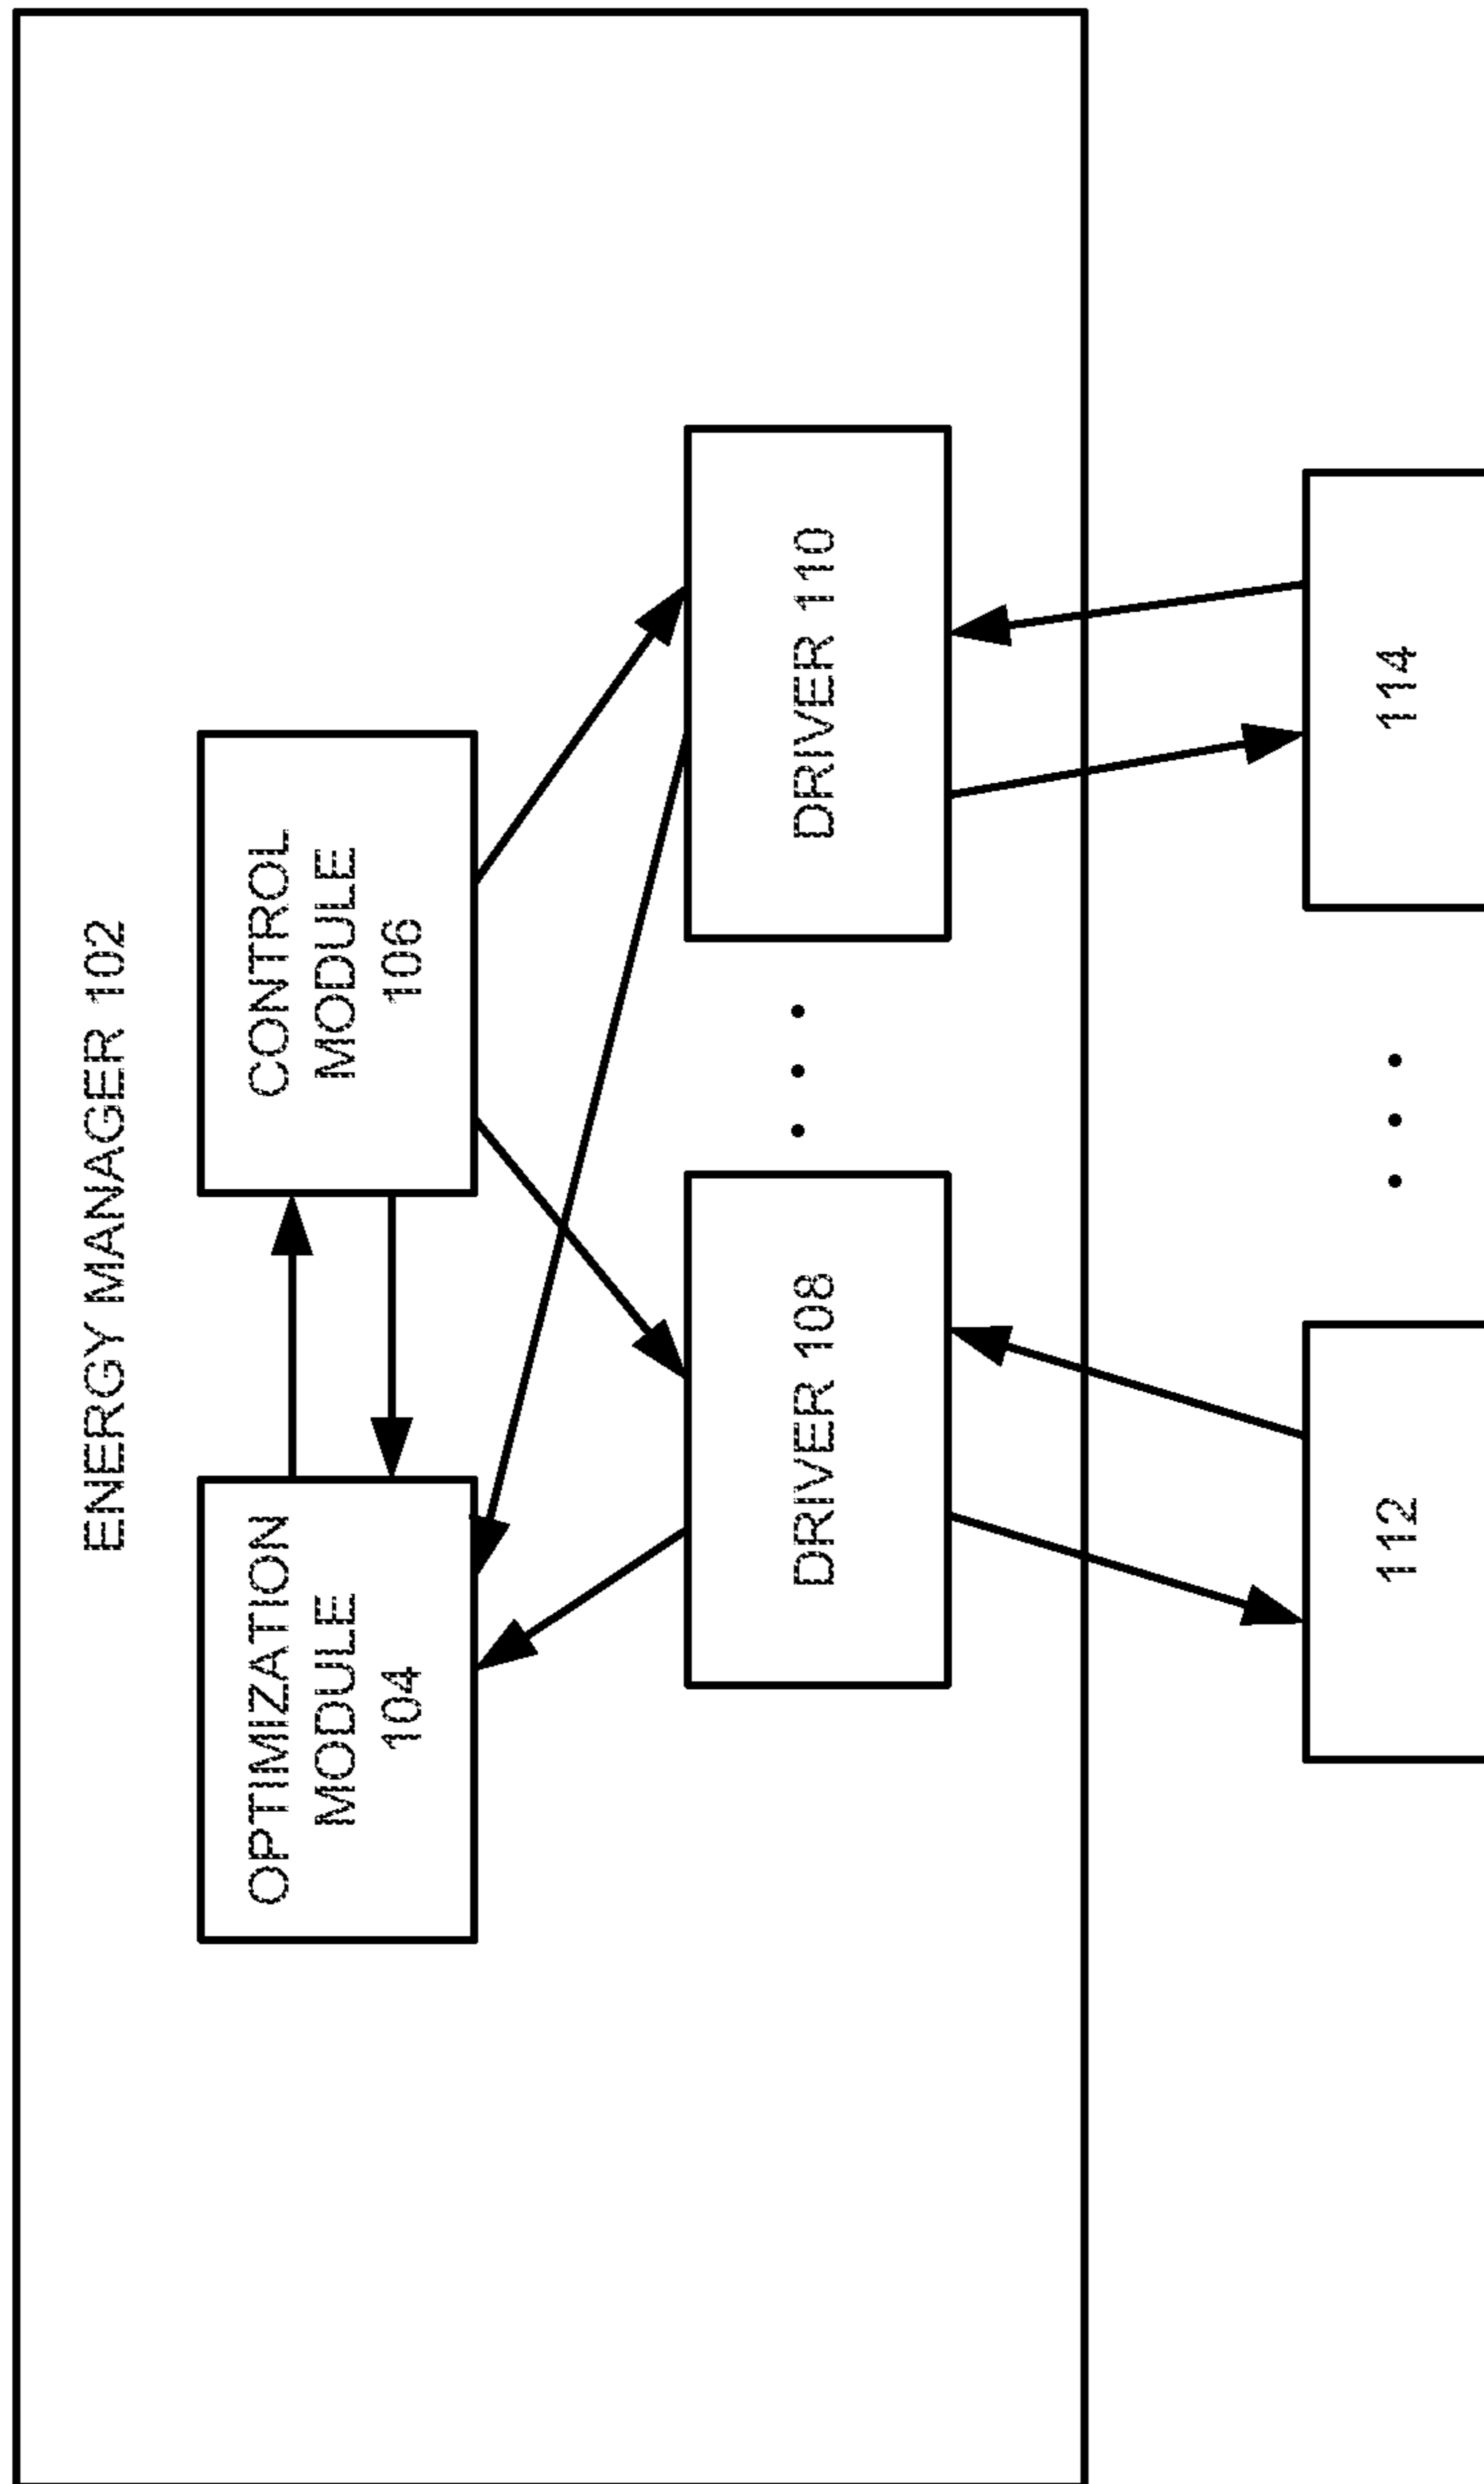 ENERGY MANAGER 102
OPTIMIZATION
MODULE
104
CONTROL
MODULE
106
DRIVER 108
DRIVER 110
112
114